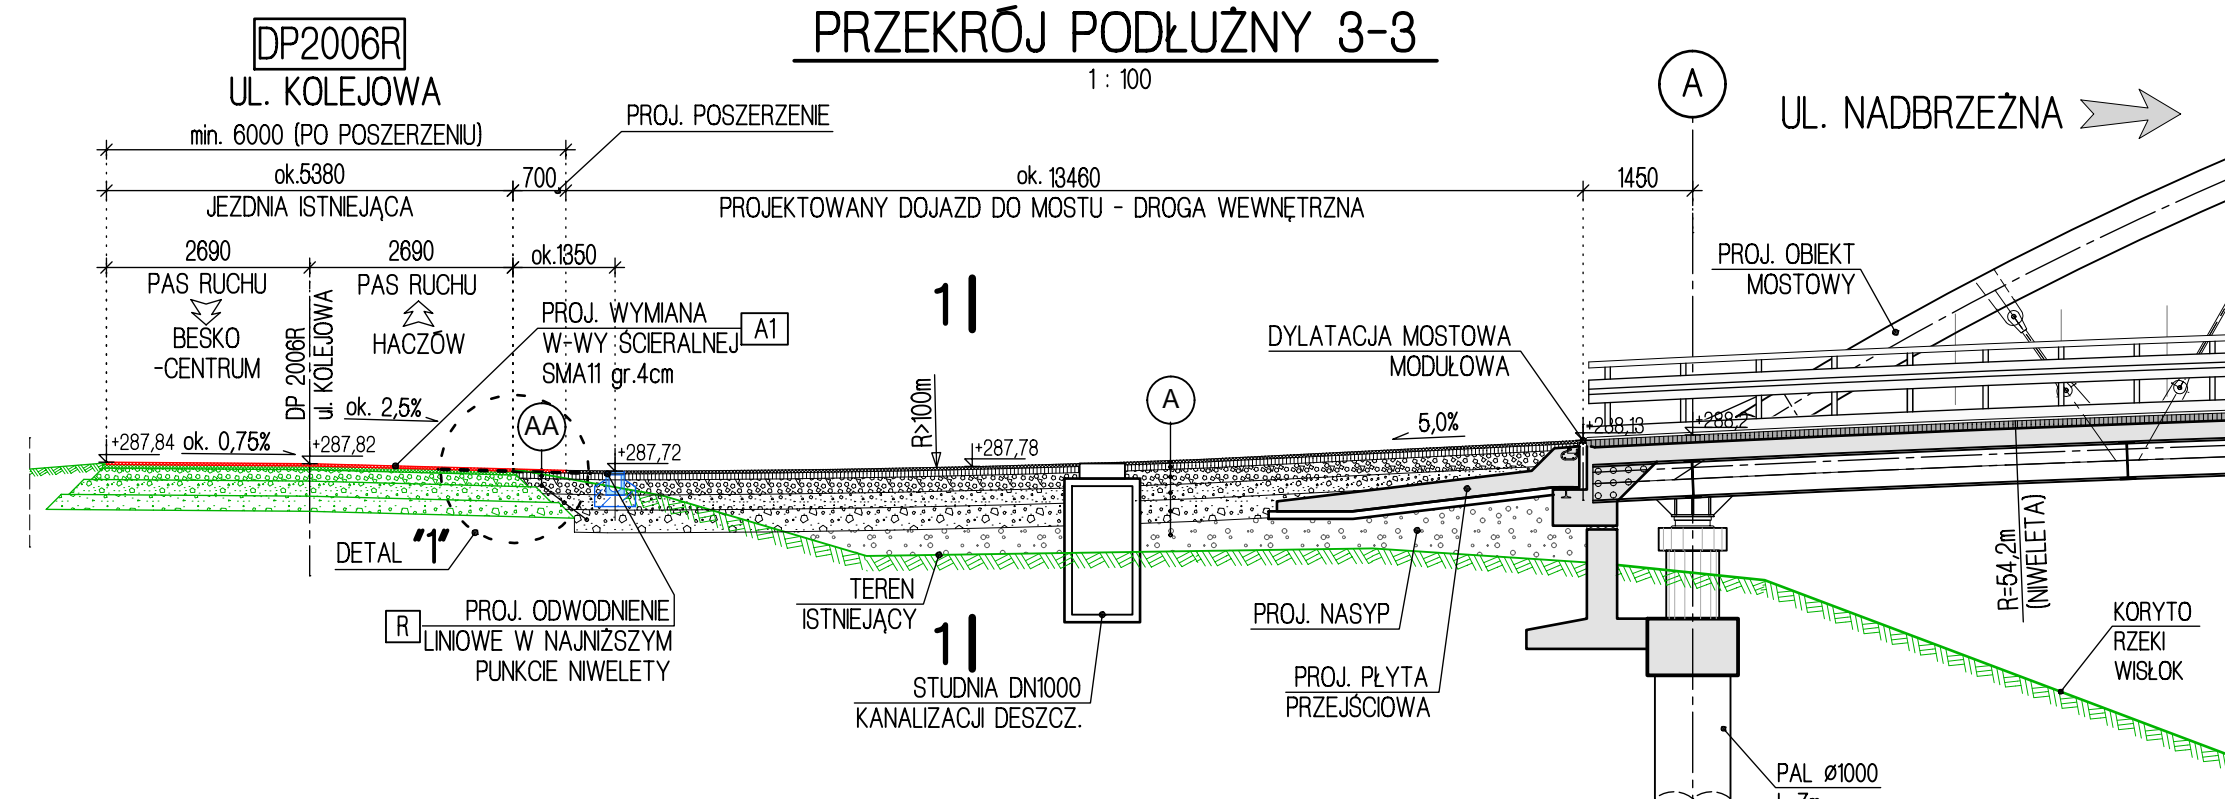 PRZEKRÓJ PODŁUŻNY 3-3
1 : 100
DP2006R
UL. KOLEJOWA
min. 6000 (PO POSZERZENIU)
PROJ. POSZERZENIE
A
UL. NADBRZEŻNA
ok.5380
700
ok. 13460
1450
JEZDNIA ISTNIEJĄCA
PROJEKTOWANY DOJAZD DO MOSTU - DROGA WEWNĘTRZNA
2690
2690
ok.1350
PAS RUCHU
BESKO
-CENTRUM
PAS RUCHU
HACZÓW
DP 2006R
ul. KOLEJOWA
PROJ. WYMIANA
W-WY ŚCIERALNEJ
SMA11 gr.4cm
A1
1
PROJ. OBIEKT
MOSTOWY
DYLATACJA MOSTOWA
MODUŁOWA
ok. 2,5%
AA
R>100m
A
5,0%
+287,84
ok. 0,75%
+287,82
+287,72
+287,78
+288,13
DETAL "1"
R
PROJ. ODWODNIENIE
LINIOWE W NAJNIŻSZYM
PUNKCIE NIWELETY
TEREN
ISTNIEJĄCY
1
STUDNIA DN1000
KANALIZACJI DESZCZ.
PROJ. NASYP
PROJ. PŁYTA
PRZEJŚCIOWA
R=54,2m
(NIWELETA)
KORYTO
RZEKI
WISŁOK
PAL Ø1000